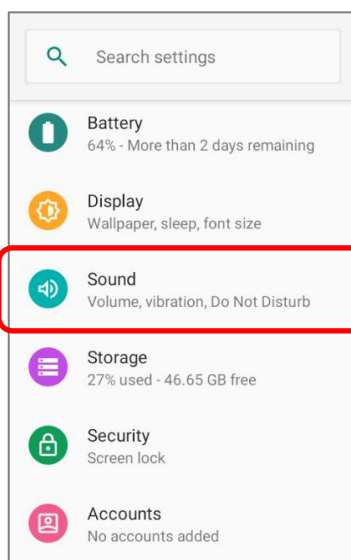 Search settings
Battery
64% - More than 2 days remaining
Display
Wallpaper, sleep, font size
Sound
Volume, vibration, Do Not Disturb
Storage
27% used - 46.65 GB free
Security
Screen lock
Accounts
No accounts added